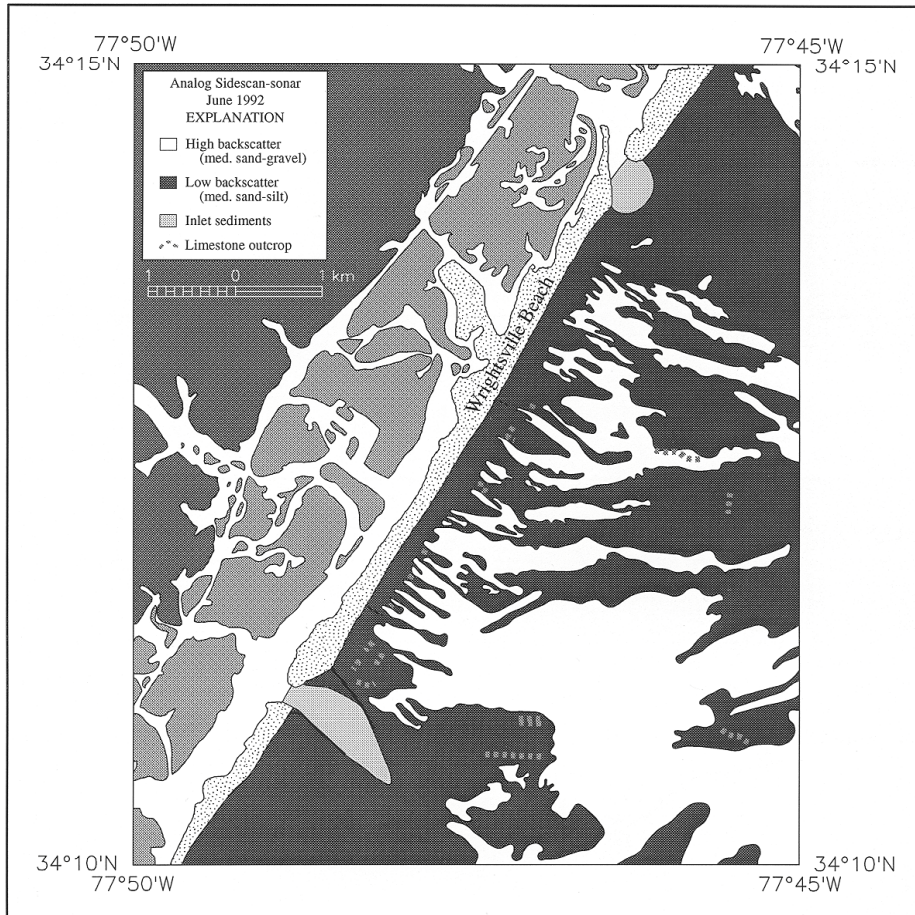 77°50'W
77°45'W
34°15'N
34°15'N
Analog Sidescan-sonar
June 1992
EXPLANATION
High backscatter
(med. sand-gravel)
Low backscatter
(med. sand-silt)
Inlet sediments
Limestone outcrop
1 0 1 km
Wrightsville Beach
34°10'N
34°10'N
77°50'W
77°45'W